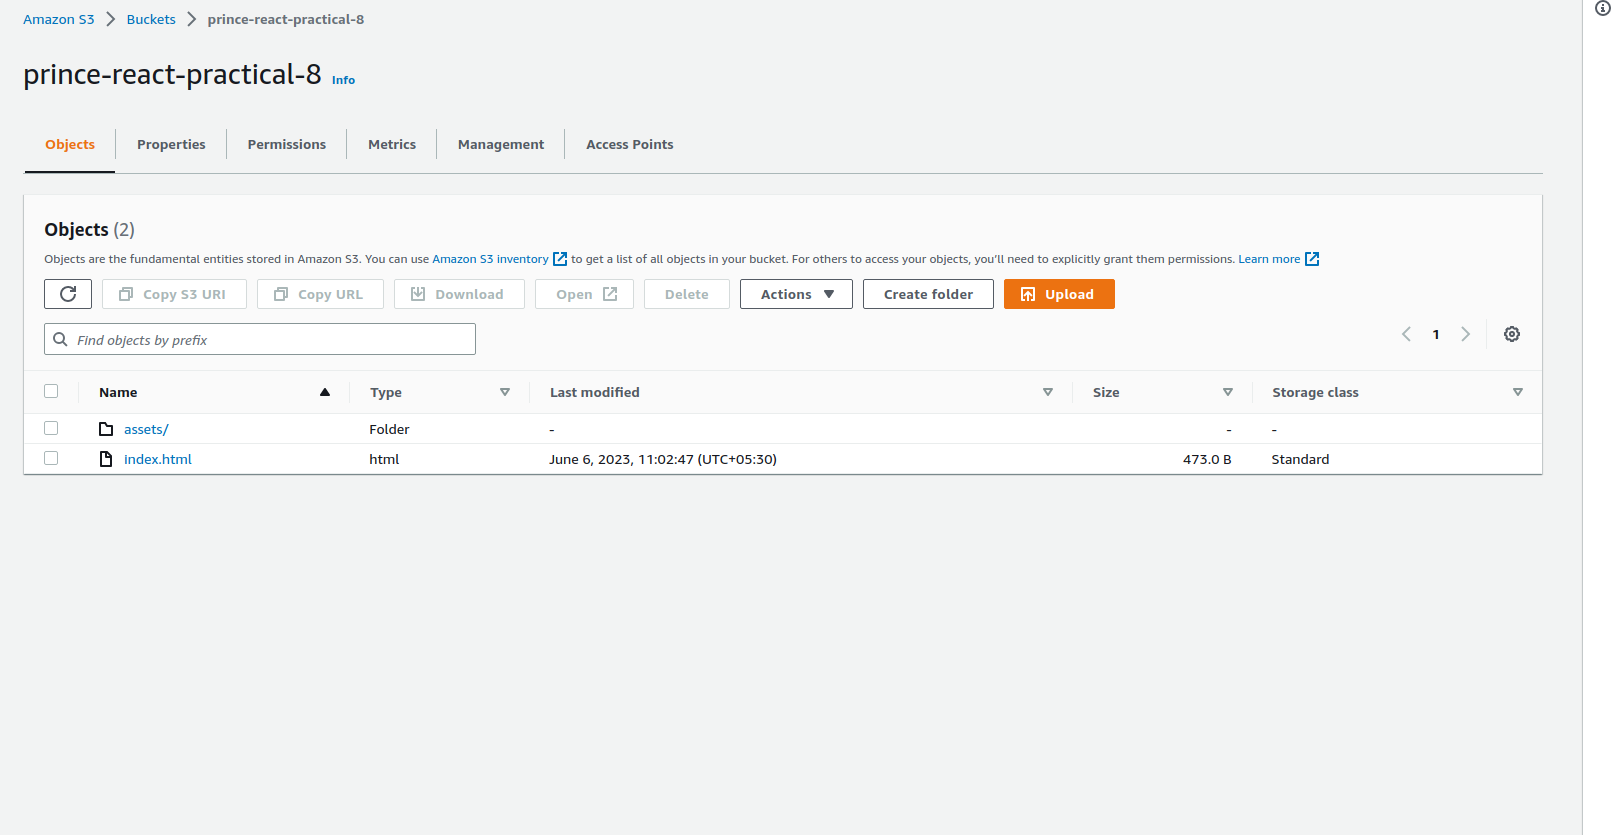 Amazon S3 Buckets prince-react-practical-8
prince-react-practical-8 Info
Objects Properties Permissions Metrics Management Access Points
Objects (2)
Objects are the fundamental entities stored in Amazon S3. You can use Amazon S3 inventory to get a list of all objects in your bucket. For others to access your objects, you'll need to explicitly grant them permissions. Learn more
Copy S3 URI Copy URL Download Open Delete Actions Create folder Upload
Find objects by prefix
1
Name Type Last modified Size Storage class
assets/ Folder - - -
index.html html June 6, 2023, 11:02:47 (UTC+05:30) 473.0 B Standard